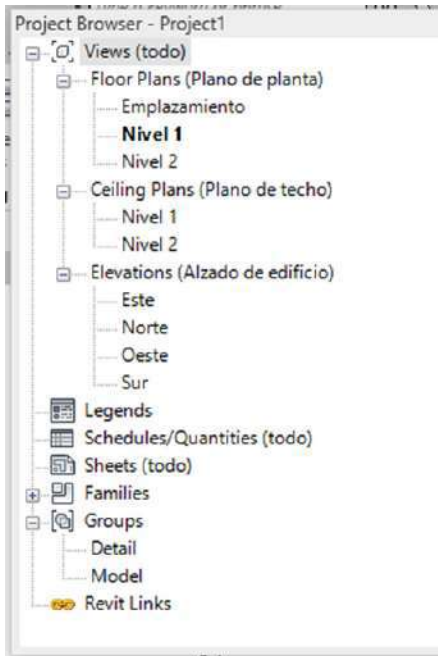 Project Browser - Project1
Views (todo)
Floor Plans (Plano de planta)
Emplazamiento
Nivel 1
Nivel 2
Ceiling Plans (Plano de techo)
Nivel 1
Nivel 2
Elevations (Alzado de edificio)
Este
Norte
Oeste
Sur
Legends
Schedules/Quantities (todo)
Sheets (todo)
Families
Groups
Detail
Model
Revit Links